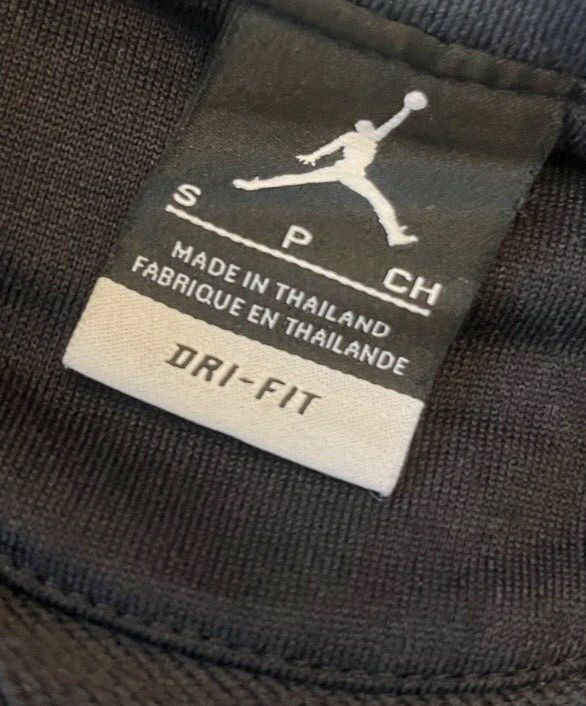 S P CH
MADE IN THAILAND
FABRIQUE EN THAILANDE
DRI-FIT